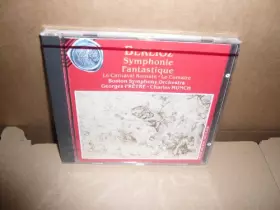 BERLIOZ
Symphonie
Fantastique
Le Carnaval Romain · Le Corsaire
Boston Symphony Orchestra
Georges PRÊTRE · Charles MUNCH